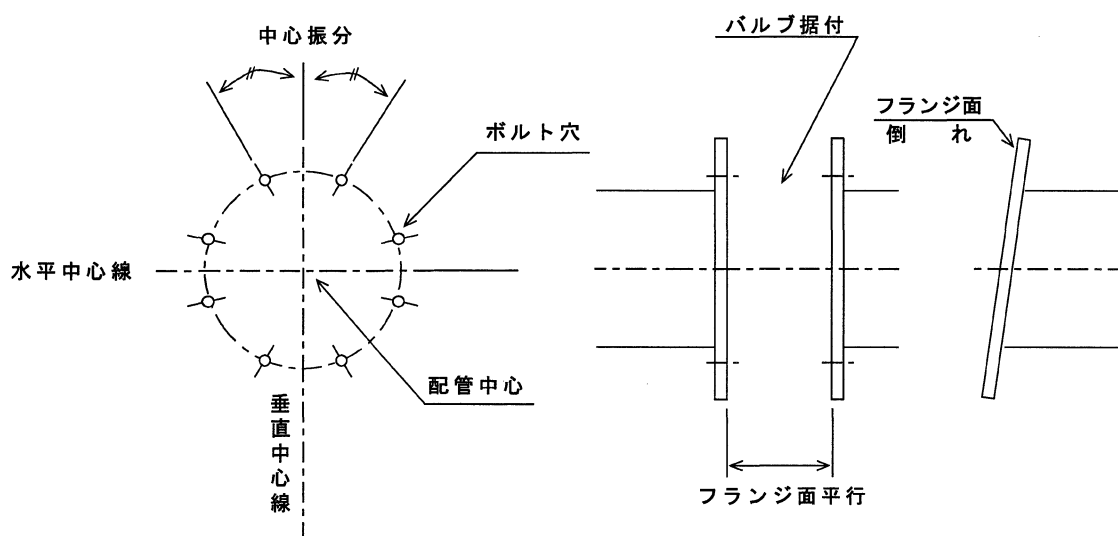 中心振分
バルブ据付
フランジ面
倒れ
ボルト穴
水平中心線
配管中心
垂直中心線
フランジ面平行